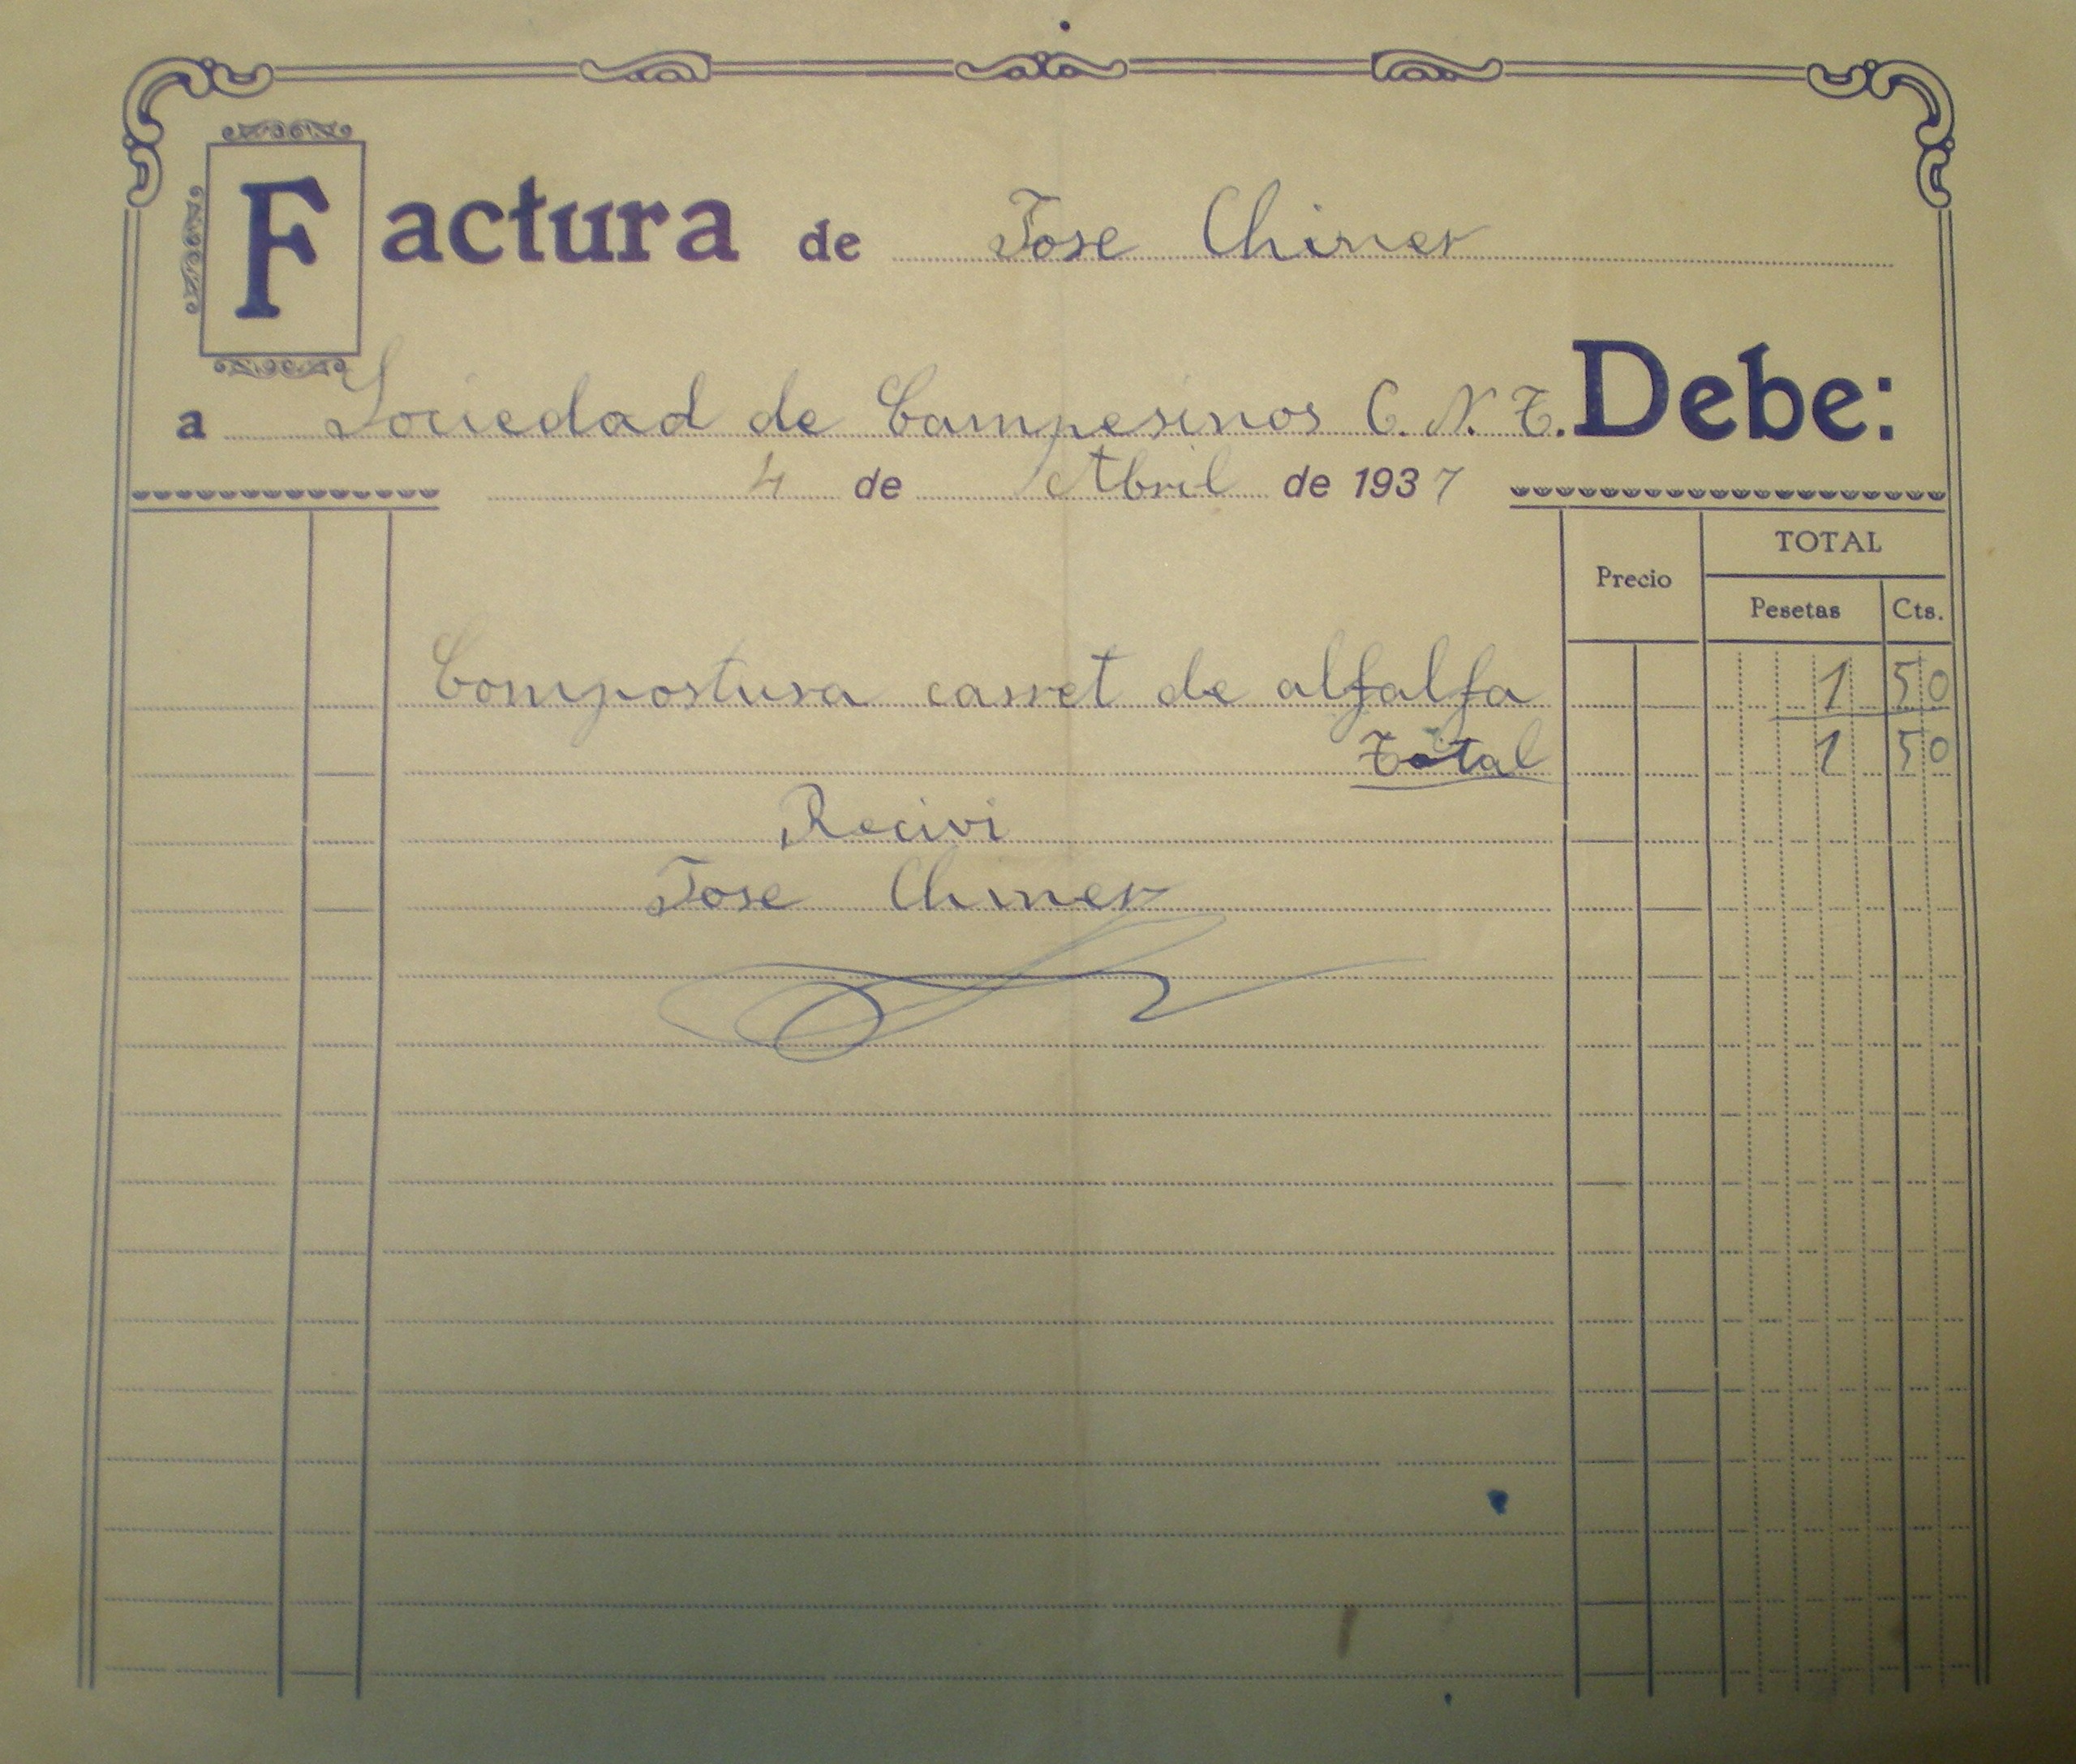 Factura de Jose Chiner
a Sociedad de Campesinos C.N.T. Debe:
4 de Abril de 1937
Precio TOTAL
Pesetas Cts.
Compostura carret de alfalfa 1 50
Total 1 50
Recivi
Jose Chiner